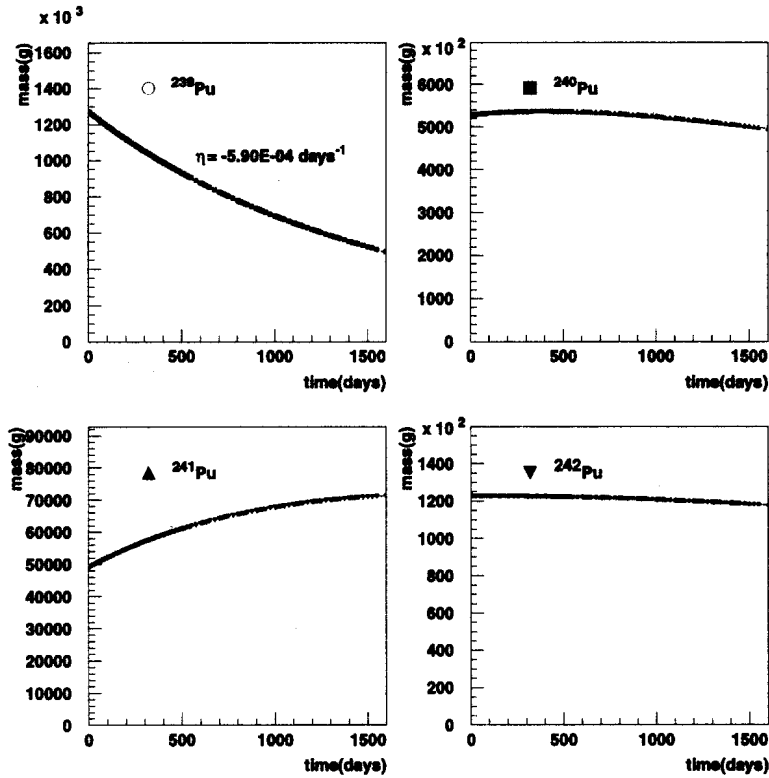 x 10³
mass(g)
1600
1400
1200
1000
800
600
400
200
0
²³⁹Pu
η= -5.90E-04 days⁻¹
0 500 1000 1500
time(days)
x 10²
mass(g)
6000
5000
4000
3000
2000
1000
0
²⁴⁰Pu
0 500 1000 1500
time(days)
mass(g)
90000
80000
70000
60000
50000
40000
30000
20000
10000
0
²⁴¹Pu
0 500 1000 1500
time(days)
x 10²
mass(g)
1600
1400
1200
1000
800
600
400
200
0
²⁴²Pu
0 500 1000 1500
time(days)